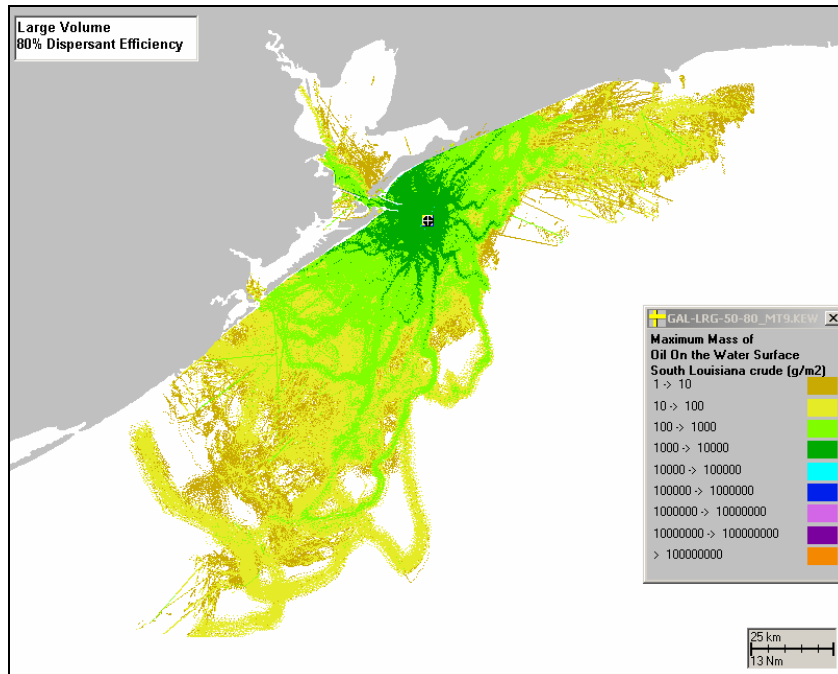 Large Volume
80% Dispersant Efficiency
GAL-LRG-50-80_MT9.KEW
Maximum Mass of
Oil On the Water Surface
South Louisiana crude (g/m2)
1 -> 10
10 -> 100
100 -> 1000
1000 -> 10000
10000 -> 100000
100000 -> 1000000
1000000 -> 10000000
10000000 -> 100000000
> 100000000
25 km
13 Nm